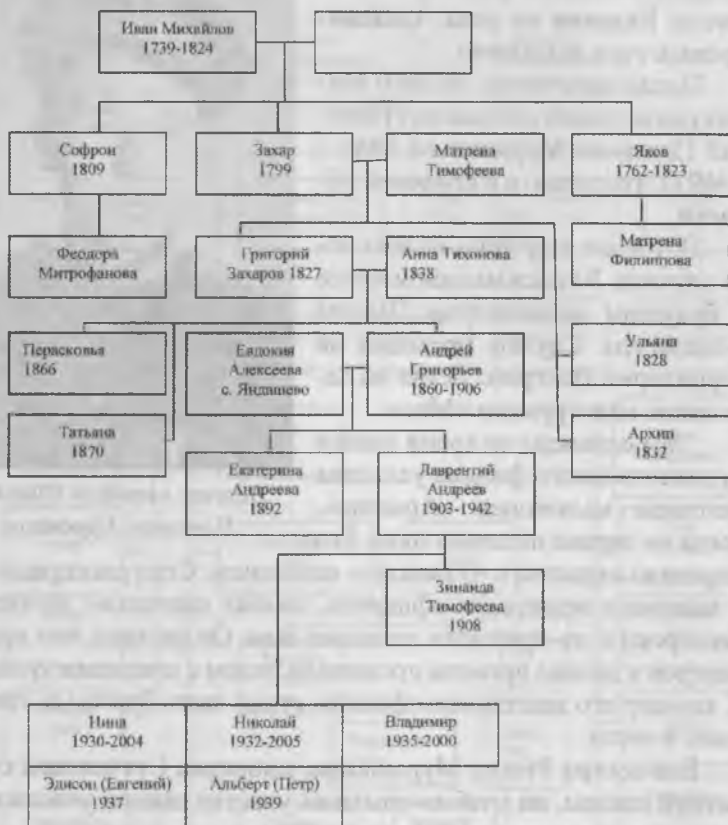 Иван Михайлов
1739-1824
Софрон
1809
Захар
1799
Матрена
Тимофеева
Яков
1762-1823
Феодора
Митрофанова
Григорий
Захаров 1827
Анна Тихонова
1838
Матрена
Филиппова
Перасковья
1866
Евдокия
Алексеева
с. Яндашево
Андрей
Григорьев
1860-1906
Ульяна
1828
Татьяна
1870
Архип
1832
Екатерина
Андреева
1892
Лаврентий
Андреев
1903-1942
Зинаида
Тимофеева
1908
Нина
1930-2004
Николай
1932-2005
Владимир
1935-2000
Эдисон (Евгений)
1937
Альберт (Петр)
1939